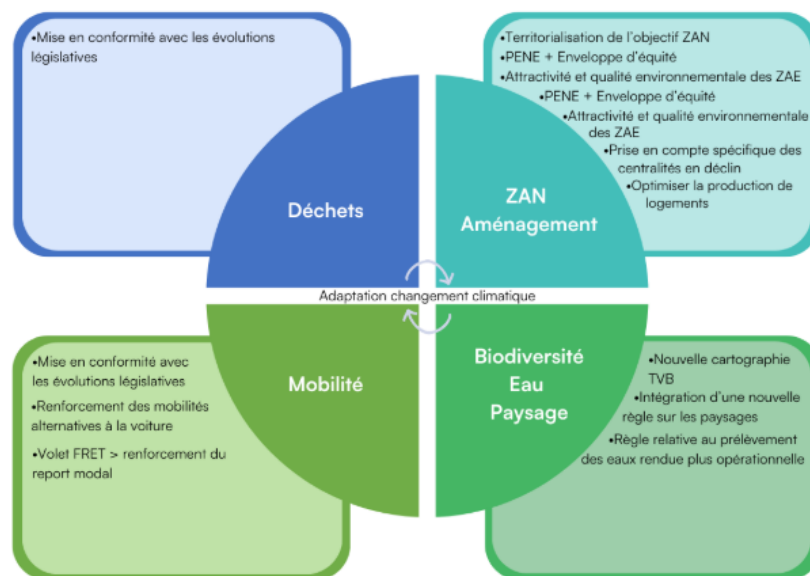 •Mise en conformité avec les évolutions
législatives
•Territorialisation de l'objectif ZAN
•PENE + Enveloppe d'équité
•Attractivité et qualité environnementale des ZAE
•PENE + Enveloppe d'équité
•Attractivité et qualité environnementale
des ZAE
•Prise en compte spécifique des
centralités en déclin
•Optimiser la production de
logements
Déchets
ZAN
Aménagement
Adaptation changement climatique
Mobilité
Biodiversité
Eau
Paysage
•Mise en conformité avec
les évolutions législatives
•Renforcement des mobilités
alternatives à la voiture
•Volet FRET > renforcement du
report modal
•Nouvelle cartographie
TVB
•Intégration d'une nouvelle
règle sur les paysages
•Règle relative au prélèvement
des eaux rendue plus opérationnelle